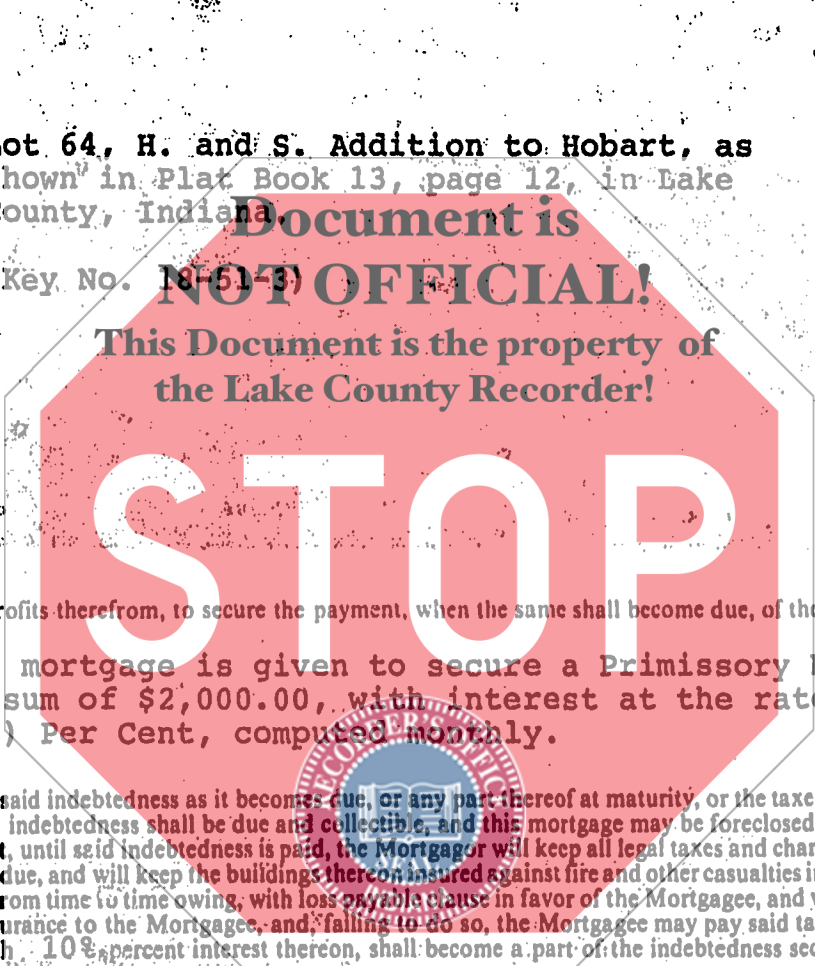 ot 64, H. and S. Addition to Hobart, as
hown in Plat Book 13, page 12, in Lake
ounty, Indiana,
Document is
Key No. 18-51-3)
NOT OFFICIAL!
This Document is the property of
the Lake County Recorder!
STOP
rofits therefrom, to secure the payment, when the same shall become due, of the
mortgage is given to secure a Primissory
sum of $2,000.00, with interest at the rate
) Per Cent, computed monthly.
RECORDER'S OFFICE
SEAL
said indebtedness as it becomes due, or any part thereof at maturity, or the taxe
indebtedness shall be due and collectible, and this mortgage may be foreclosed
, until said indebtedness is paid, the Mortgagor will keep all legal taxes and char
due, and will keep the buildings thereon insured against fire and other casualties i
rom time to time owing, with loss payable clause in favor of the Mortgagee, and
urance to the Mortgagee, and, failing to do so, the Mortgagee may pay said ta
h 10% percent interest thereon, shall become a part of the indebtedness sec